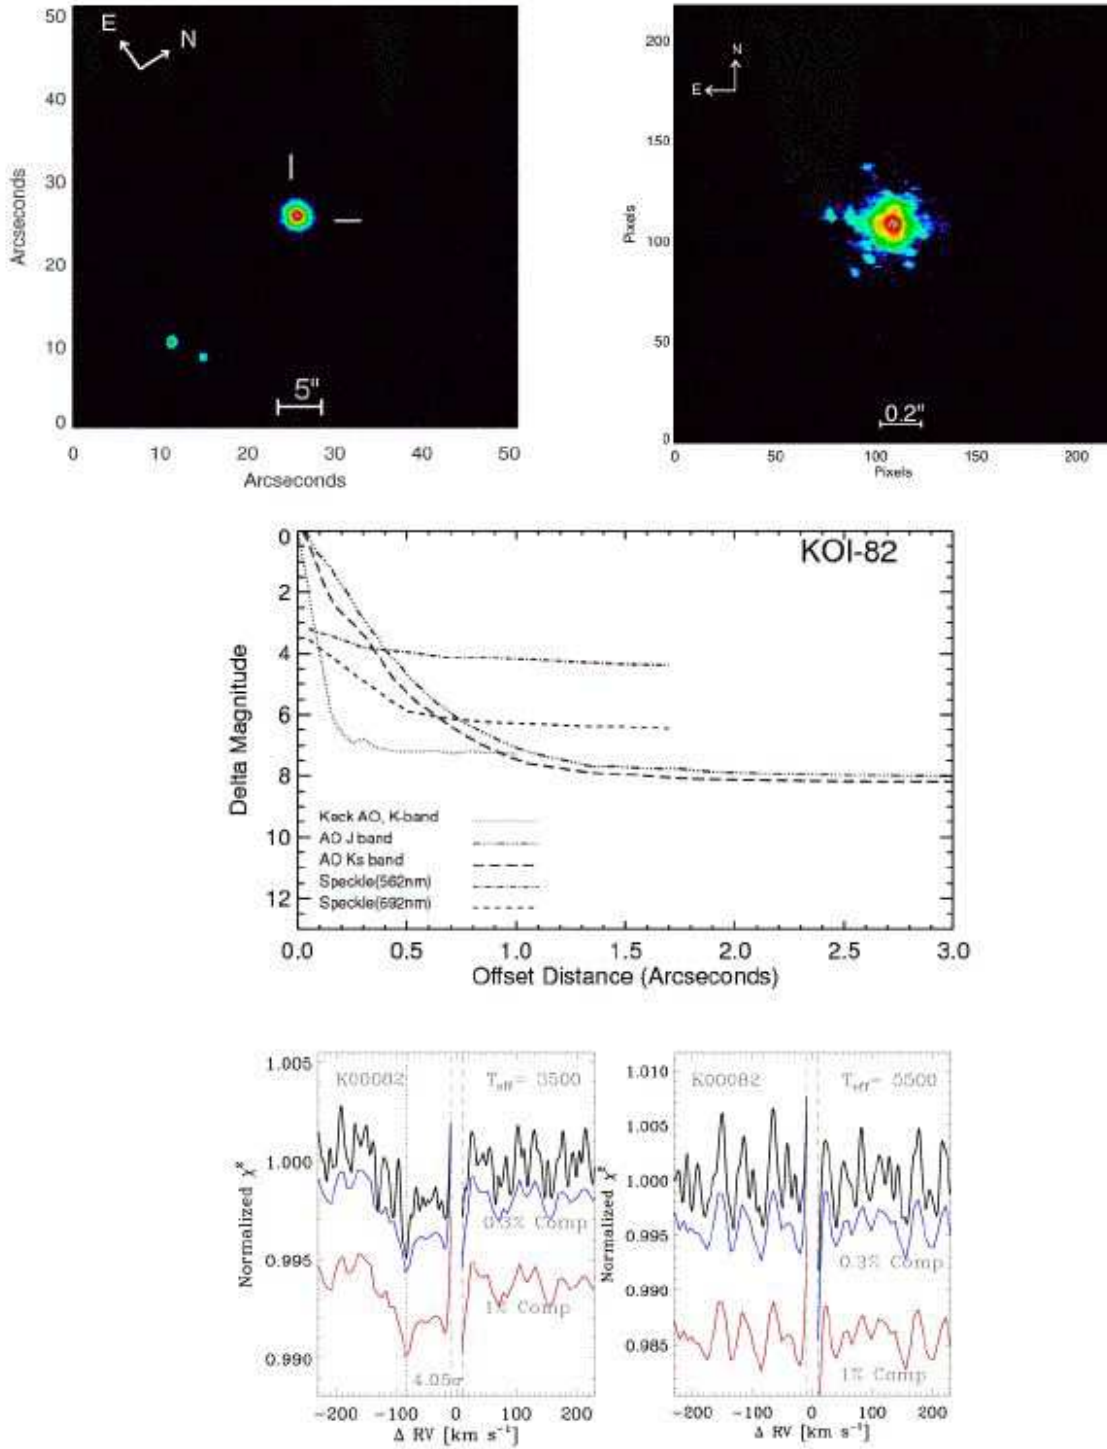 50
40
30
20
10
0
Arcseconds
E
N
5"
0 10 20 30 40 50
Arcseconds
200
150
100
50
0
Pixels
N
E
0.2"
0 50 100 150 200
Pixels
KOI-82
0
2
4
6
8
10
12
Delta Magnitude
Keck AO, K-band
AO J band
AO Ks band
Speckle(562nm)
Speckle(692nm)
0.0 0.5 1.0 1.5 2.0 2.5 3.0
Offset Distance (Arcseconds)
1.005
1.000
0.995
0.990
Normalized χ²
K00082 Teff= 3500
0.3% Comp
1% Comp
4.05σ
-200 -100 0 100 200
Δ RV [km s⁻¹]
1.010
1.005
1.000
0.995
0.990
0.985
Normalized χ²
K00082 Teff= 5500
0.3% Comp
1% Comp
-200 -100 0 100 200
Δ RV [km s⁻¹]